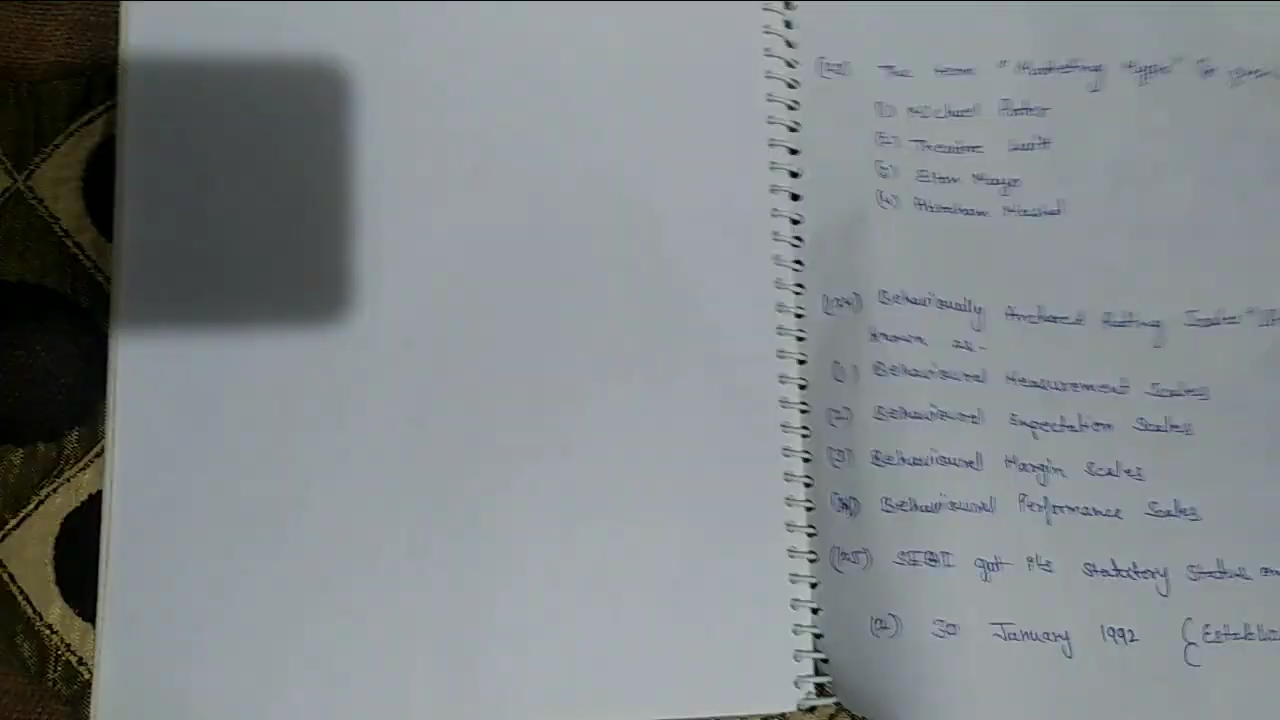 The term "Marketing Myopia" is given
(1) Michael Porter
(2) Theodore Levitt
(3) Elton Mayo
(4) Abraham Maslow
(124) Behaviourally Anchored Rating Scales"
known as-
(1) Behavioural Measurement Scales
(2) Behavioural Expectation Scales
(3) Behavioural Margin Scales
(4) Behavioural Performance Scales
(125) SEBI got its statutory status on
(a) 30 January 1992